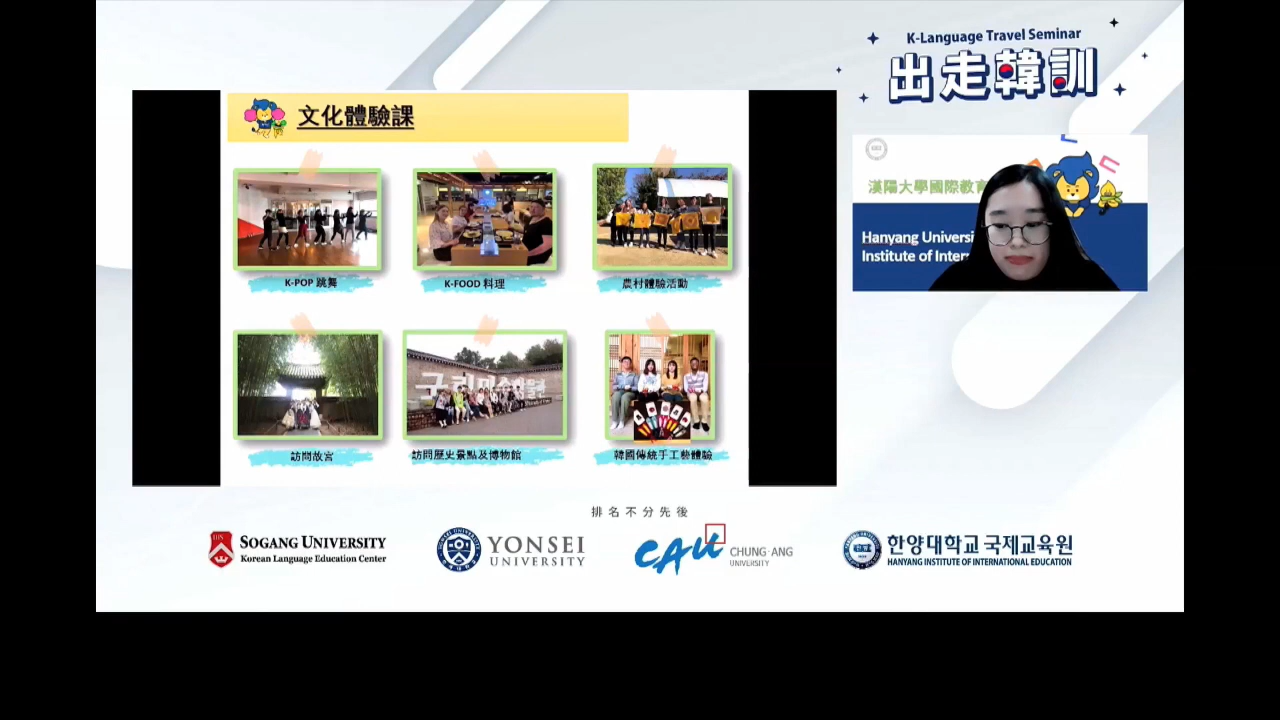 K-Language Travel Seminar
出走韓訓
文化體驗課
K-POP 跳舞
K-FOOD 料理
農村體驗活動
訪問故宮
訪問歷史景點及博物館
韓國傳統手工藝體驗
漢陽大學國際教育
Hanyang
Institute of
排名不分先後
SOGANG UNIVERSITY
Korean Language Education Center
YONSEI
UNIVERSITY
CAU
CHUNG-ANG
UNIVERSITY
한양대학교 국제교육원
HANYANG INSTITUTE OF INTERNATIONAL EDUCATION